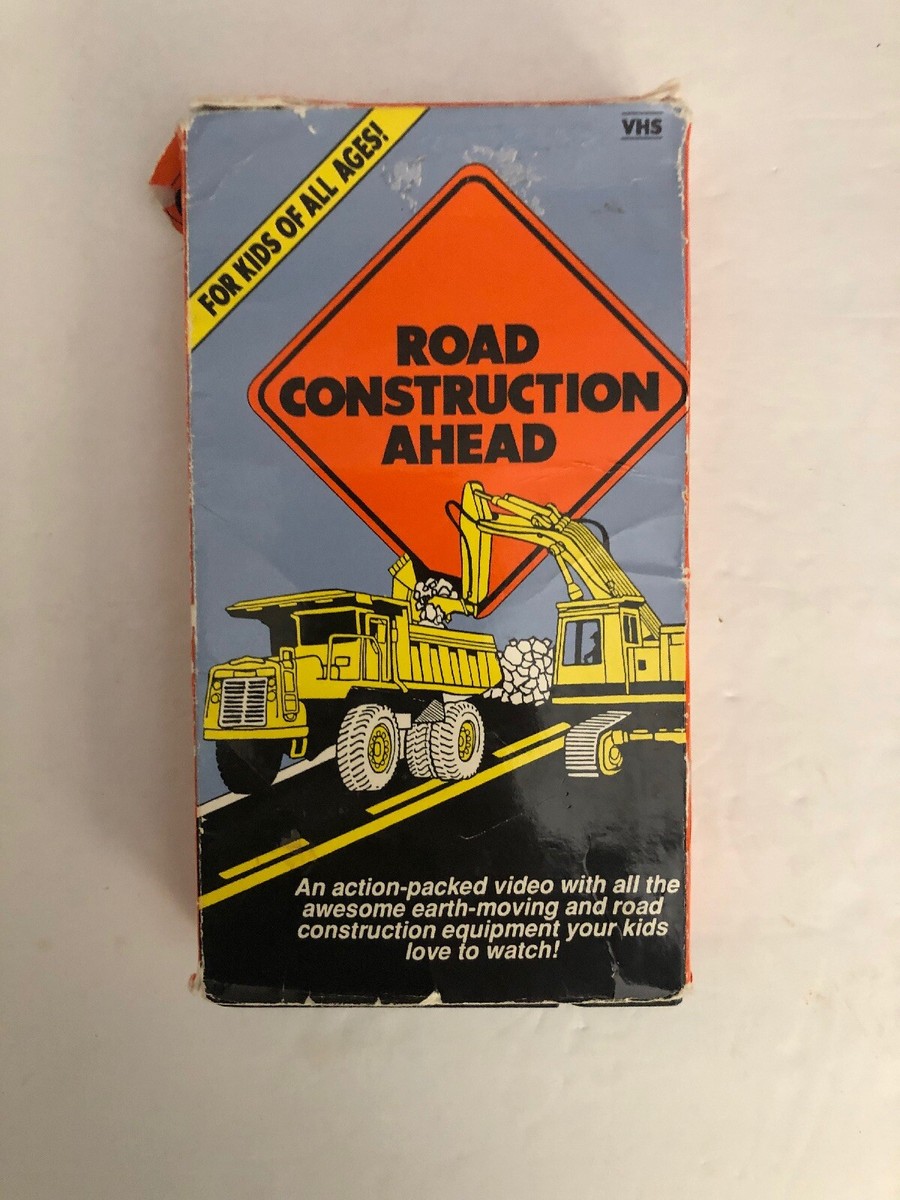 FOR KIDS OF ALL AGES!
VHS
ROAD
CONSTRUCTION
AHEAD
An action-packed video with all the
awesome earth-moving and road
construction equipment your kids
love to watch!